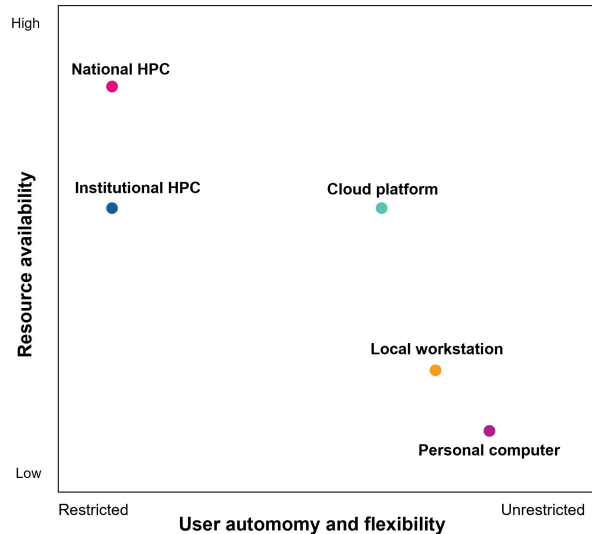 High
National HPC
Institutional HPC
Cloud platform
Resource availability
Local workstation
Personal computer
Low
Restricted
Unrestricted
User automomy and flexibility